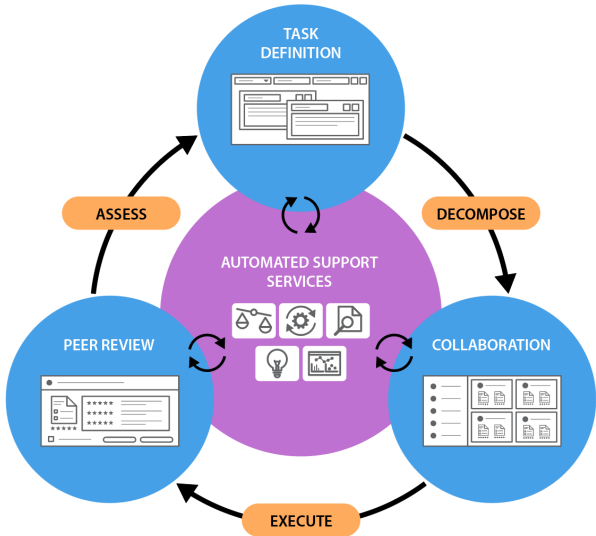 TASK
DEFINITION
ASSESS
DECOMPOSE
AUTOMATED SUPPORT
SERVICES
PEER REVIEW
COLLABORATION
EXECUTE